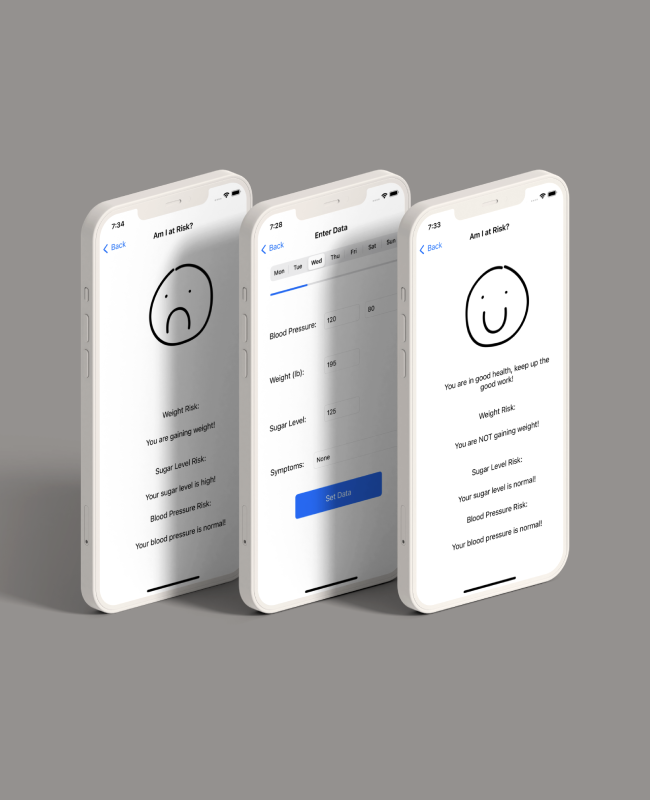 7:34
Back
Am I at Risk?
Weight Risk:
You are gaining weight!
Sugar Level Risk:
Your sugar level is high!
Blood Pressure Risk:
Your blood pressure is normal!
7:28
Back
Enter Data
Mon Tue Wed Thu Fri Sat Sun
Blood Pressure: 120 80
Weight (lb): 195
Sugar Level: 125
Symptoms: None
Set Data
7:33
Back
Am I at Risk?
You are in good health, keep up the
good work!
Weight Risk:
You are NOT gaining weight!
Sugar Level Risk:
Your sugar level is normal!
Blood Pressure Risk:
Your blood pressure is normal!